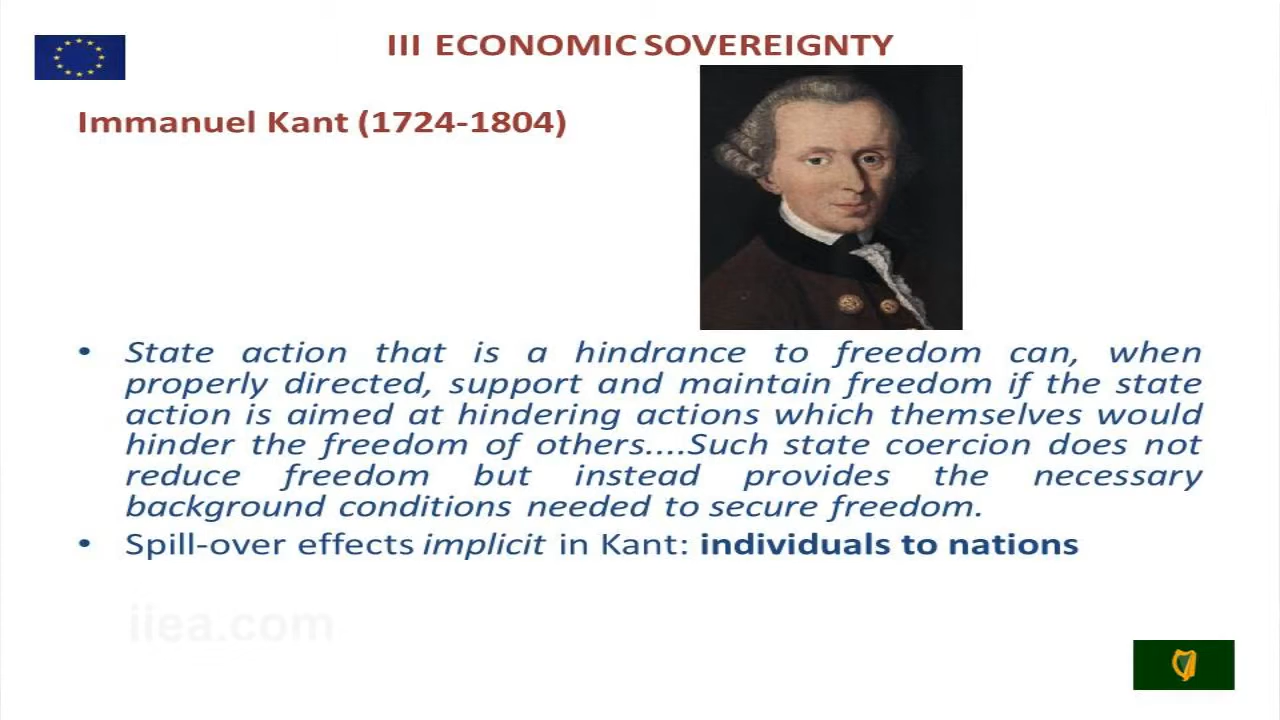 III ECONOMIC SOVEREIGNTY
Immanuel Kant (1724-1804)
• State action that is a hindrance to freedom can, when
properly directed, support and maintain freedom if the state
action is aimed at hindering actions which themselves would
hinder the freedom of others....Such state coercion does not
reduce freedom but instead provides the necessary
background conditions needed to secure freedom.
• Spill-over effects implicit in Kant: individuals to nations
iiea.com